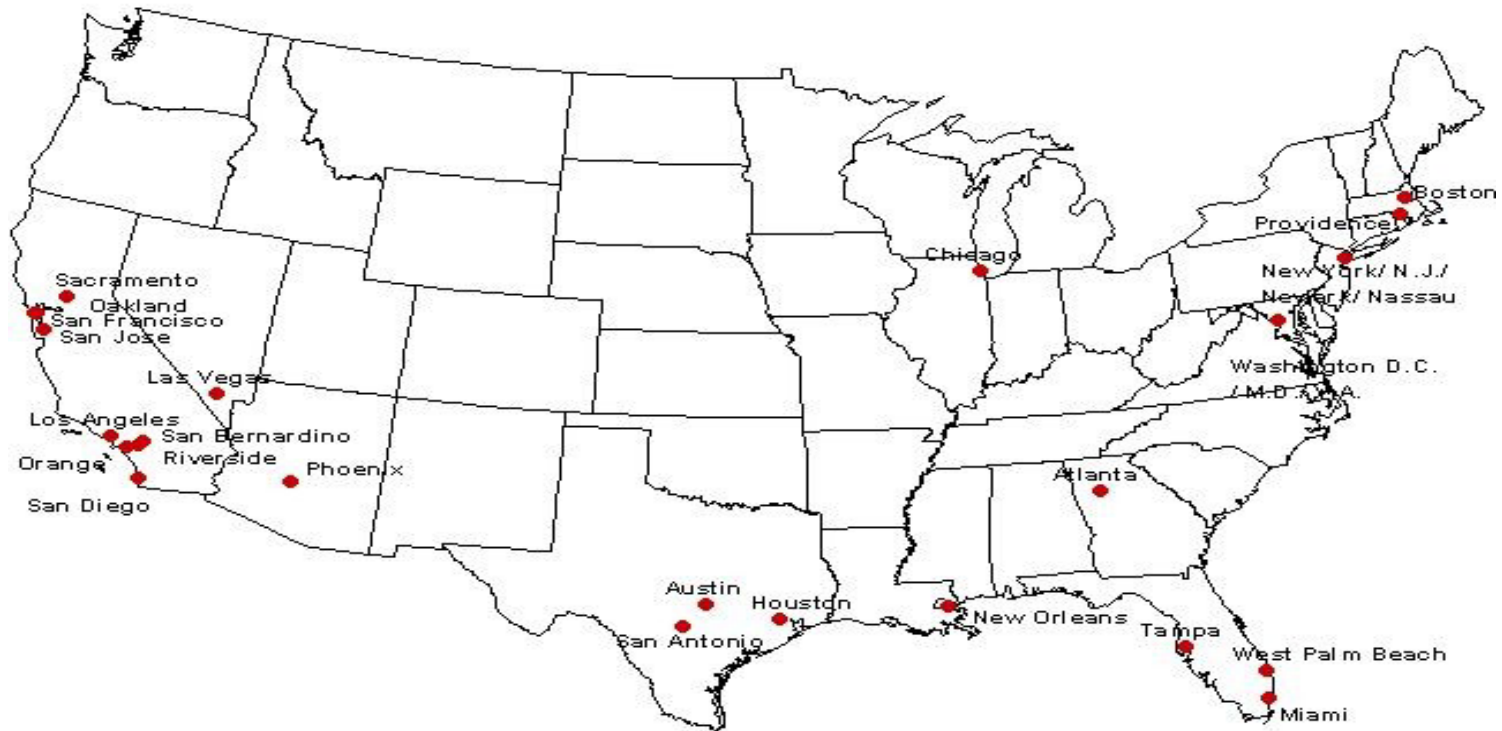 Boston
Providence
Chicago
New York/ N.J./
Newark/ Nassau
Sacramento
Oakland
San Francisco
San Jose
Washington D.C.
/ M.D./ V.A.
Las Vegas
Los Angeles
San Bernardino
Orange
Riverside
Phoenix
San Diego
Atlanta
Austin
Houston
New Orleans
San Antonio
Tampa
West Palm Beach
Miami